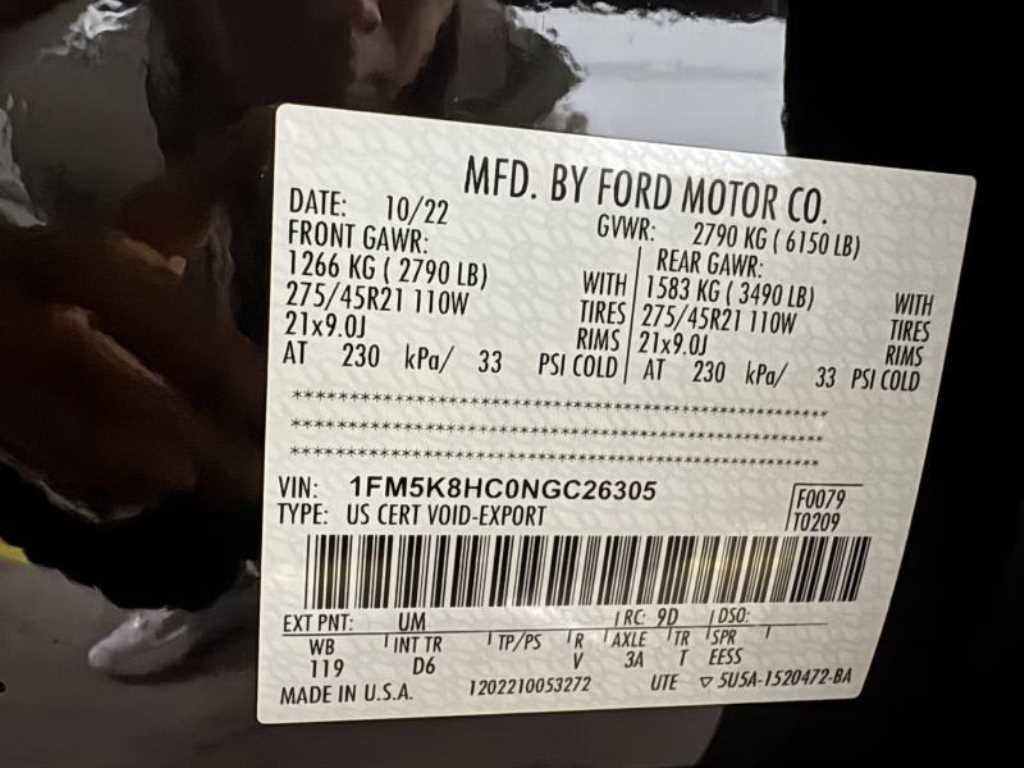 MFD. BY FORD MOTOR CO.
DATE: 10/22 GVWR: 2790 KG ( 6150 LB)
FRONT GAWR: REAR GAWR:
1266 KG ( 2790 LB) WITH 1583 KG ( 3490 LB) WITH
275/45R21 110W TIRES 275/45R21 110W TIRES
21x9.0J RIMS 21x9.0J RIMS
AT 230 kPa/ 33 PSI COLD AT 230 kPa/ 33 PSI COLD
VIN: 1FM5K8HC0NGC26305 F0079
TYPE: US CERT VOID-EXPORT T0209
EXT PNT: UM RC: 9D DSO:
WB INT TR TP/PS R AXLE TR SPR
119 D6 V 3A T EESS
MADE IN U.S.A. 1202210053272 UTE ▽ 5U5A-1520472-BA